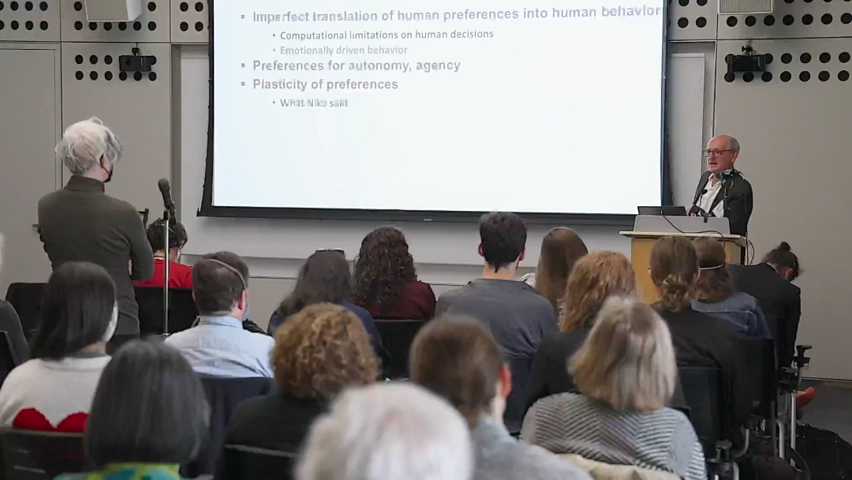 Imperfect translation of human preferences into human behavior
Computational limitations on human decisions
Emotionally driven behavior
Preferences for autonomy, agency
Plasticity of preferences
What Niko said